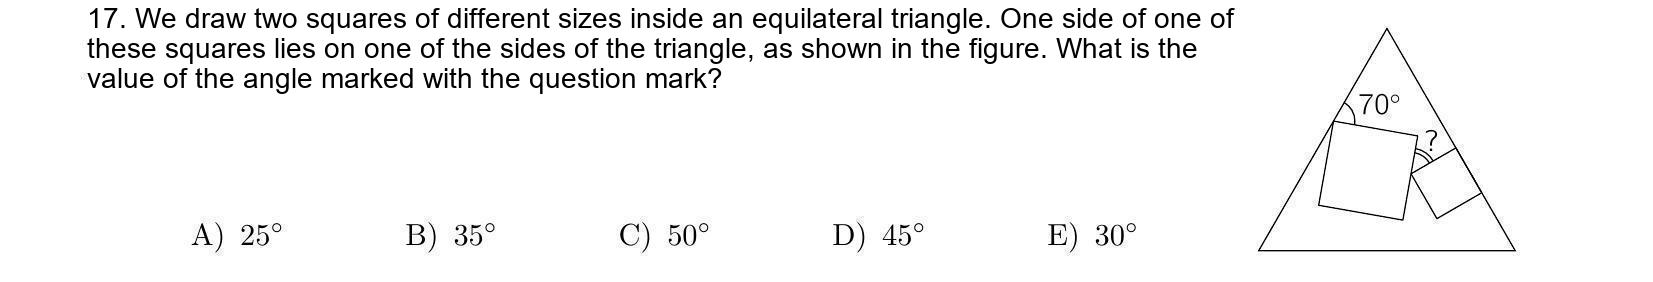 17. We draw two squares of different sizes inside an equilateral triangle. One side of one of
these squares lies on one of the sides of the triangle, as shown in the figure. What is the
value of the angle marked with the question mark?
70°
?
A) 25° B) 35° C) 50° D) 45° E) 30°